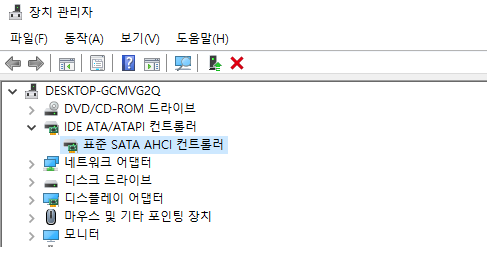 장치 관리자
파일(F) 동작(A) 보기(V) 도움말(H)
DESKTOP-GCMVG2Q
DVD/CD-ROM 드라이브
IDE ATA/ATAPI 컨트롤러
표준 SATA AHCI 컨트롤러
네트워크 어댑터
디스크 드라이브
디스플레이 어댑터
마우스 및 기타 포인팅 장치
모니터